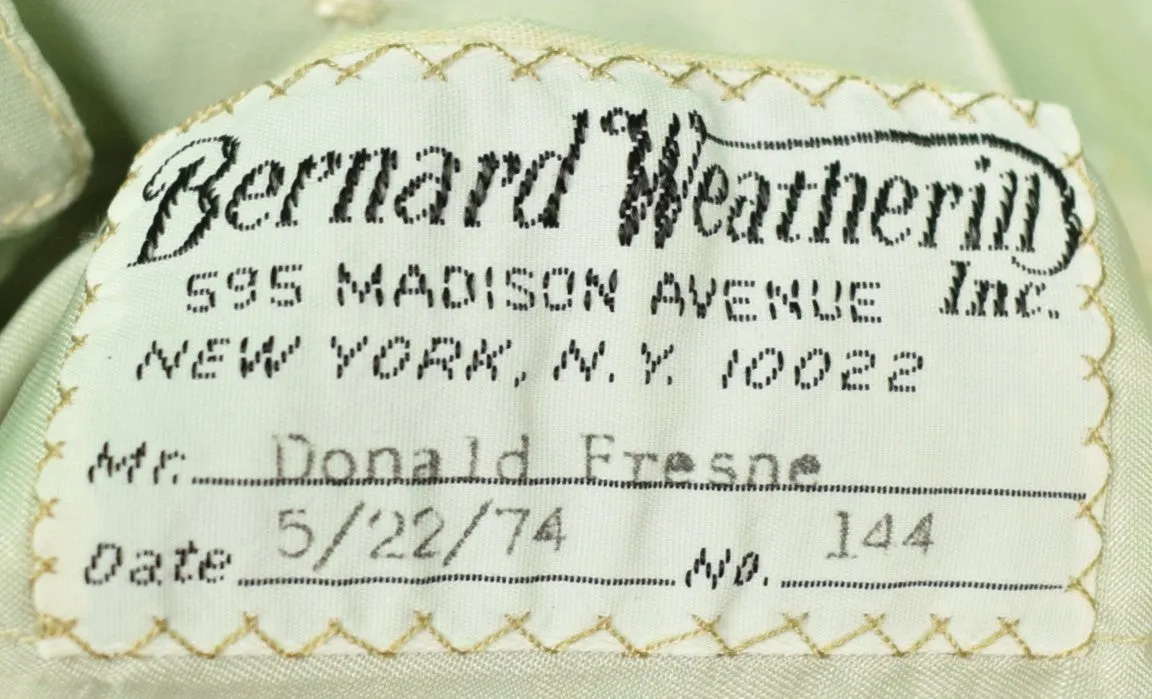 Bernard Weatherill
Inc.
595 MADISON AVENUE
NEW YORK, N.Y. 10022
Mr. Donald Fresne
Date 5/22/74 No. 144